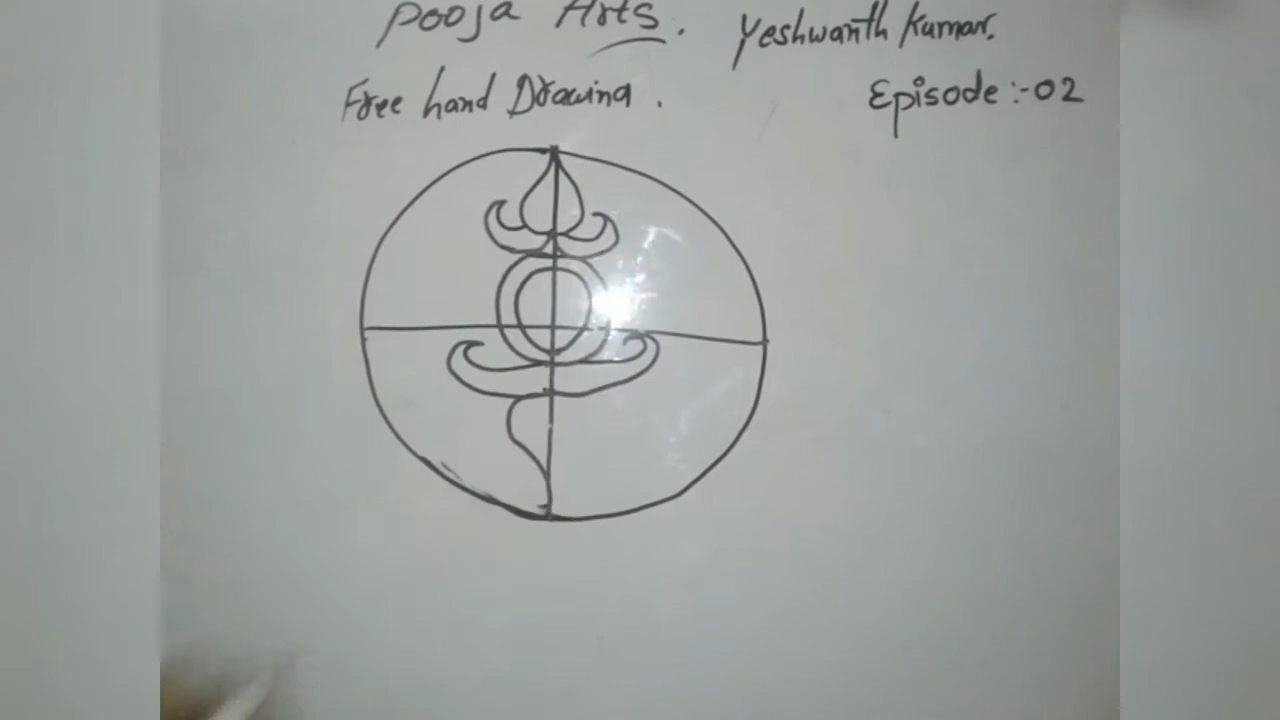 Pooja Arts. Yeshwanth Kumar.
Free hand Drawing. Episode :- 02